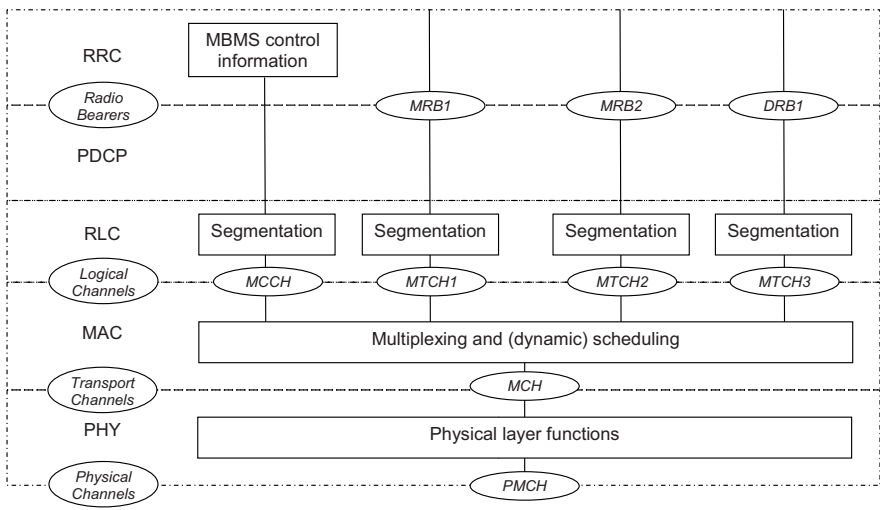 RRC
MBMS control
information
Radio
Bearers
MRB1
MRB2
DRB1
PDCP
RLC
Segmentation
Segmentation
Segmentation
Segmentation
Logical
Channels
MCCH
MTCH1
MTCH2
MTCH3
MAC
Multiplexing and (dynamic) scheduling
Transport
Channels
MCH
PHY
Physical layer functions
Physical
Channels
PMCH